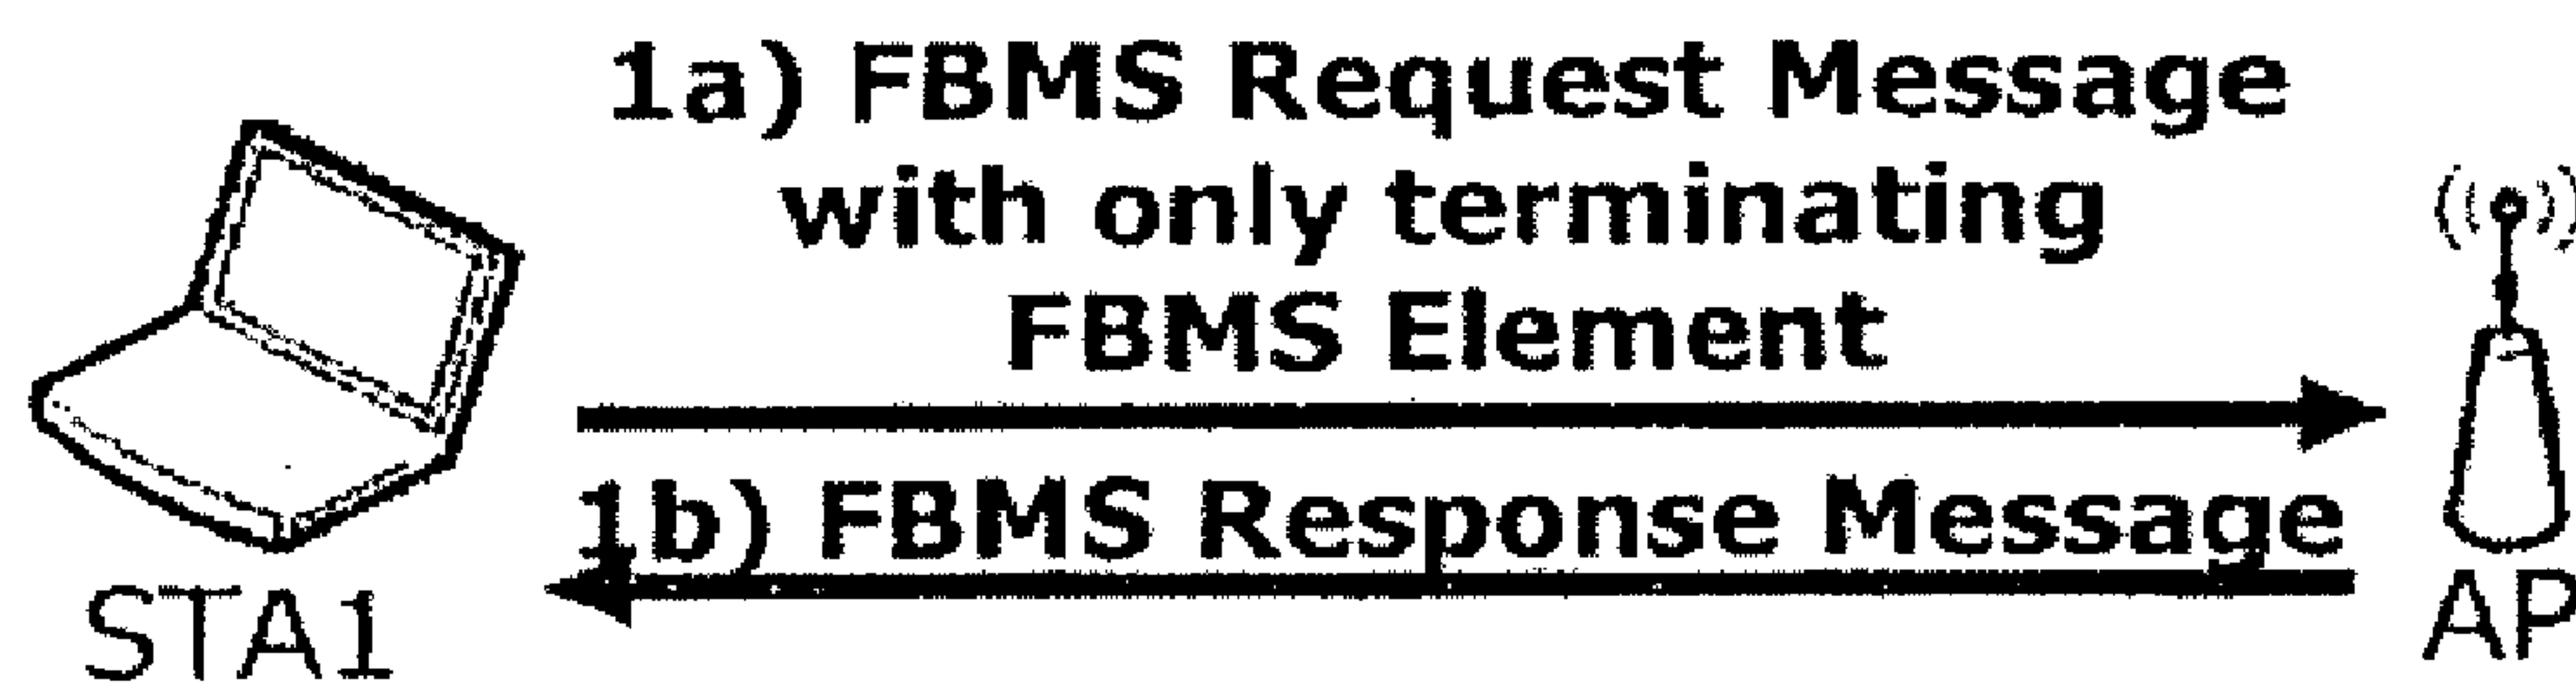 1a) FBMS Request Message
with only terminating
FBMS Element
1b) FBMS Response Message
STA1
AP